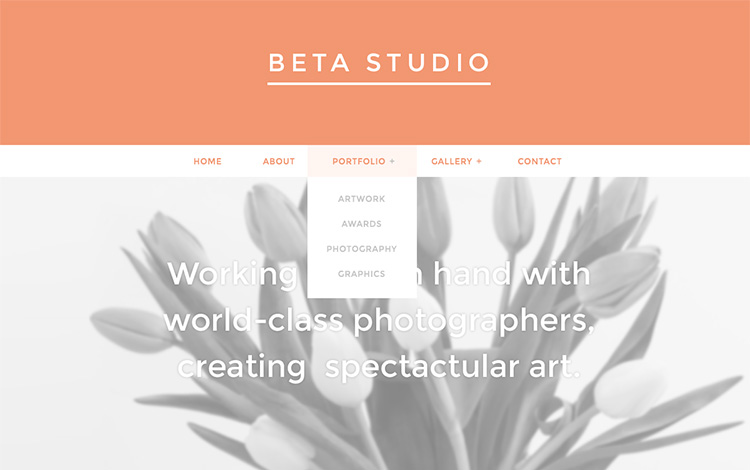 BETA STUDIO
HOME ABOUT PORTFOLIO + GALLERY + CONTACT
ARTWORK
AWARDS
PHOTOGRAPHY
GRAPHICS
Working hand with
world-class photographers,
creating spectactular art.